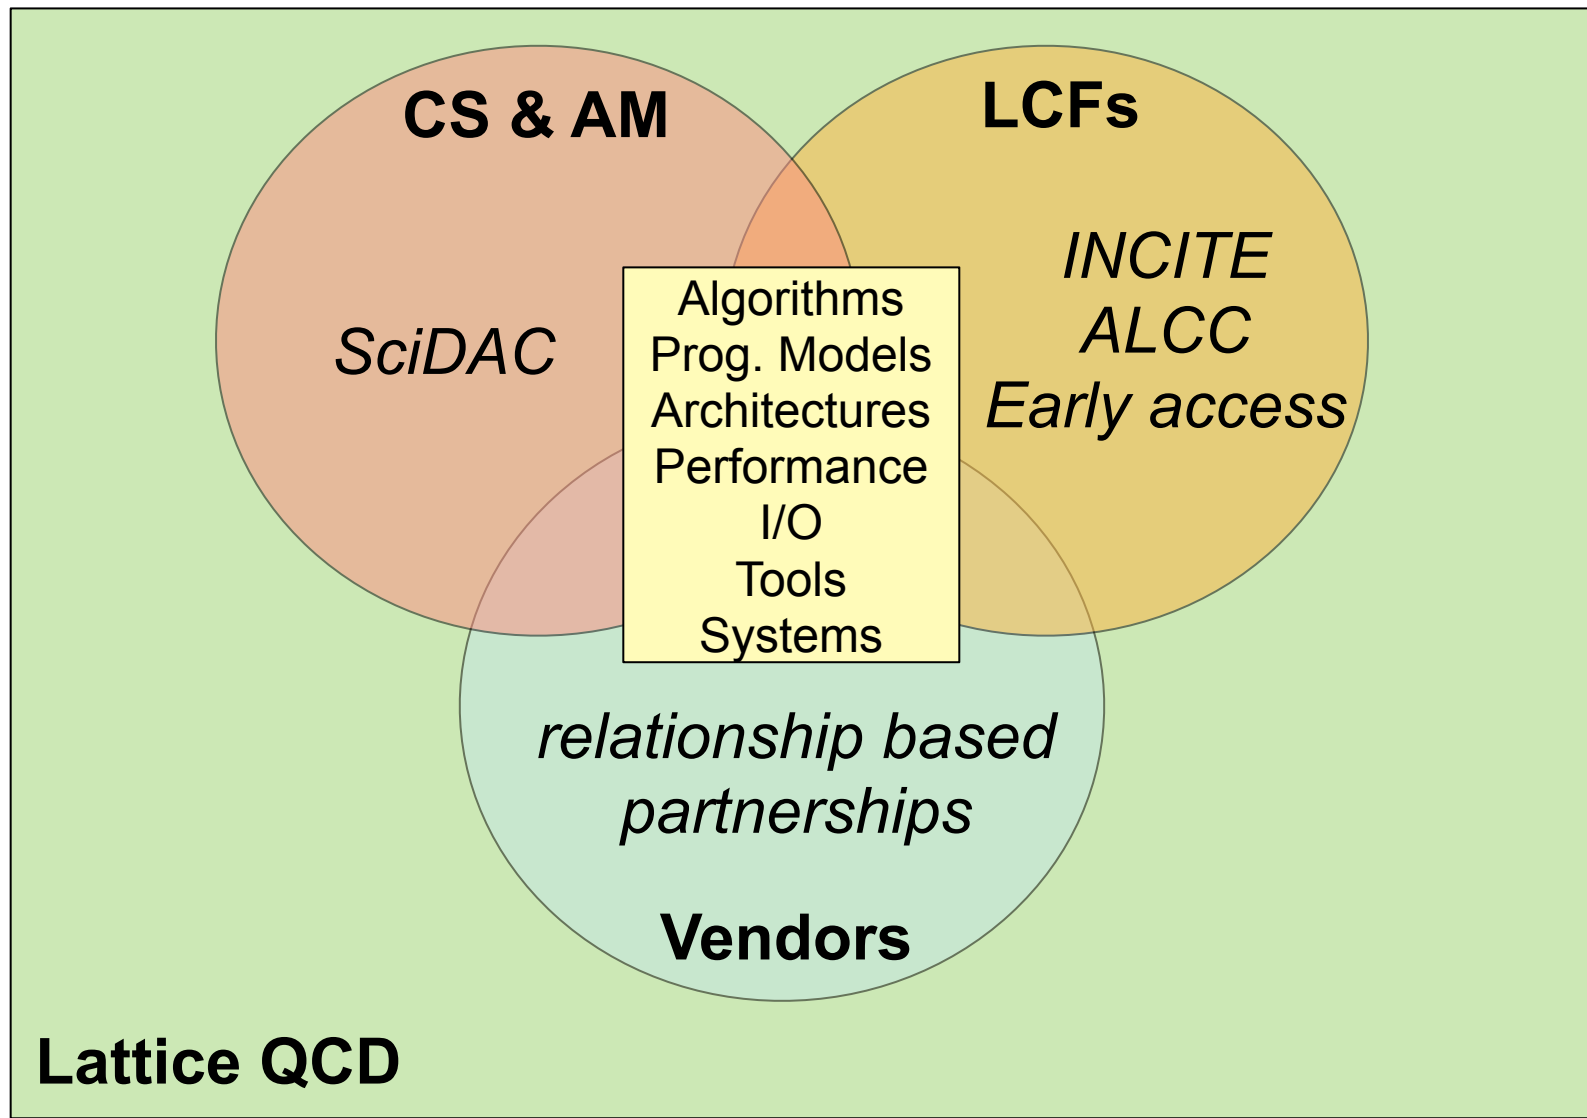 CS & AM
LCFs
SciDAC
INCITE
ALCC
Early access
Algorithms
Prog. Models
Architectures
Performance
I/O
Tools
Systems
relationship based
partnerships
Vendors
Lattice QCD